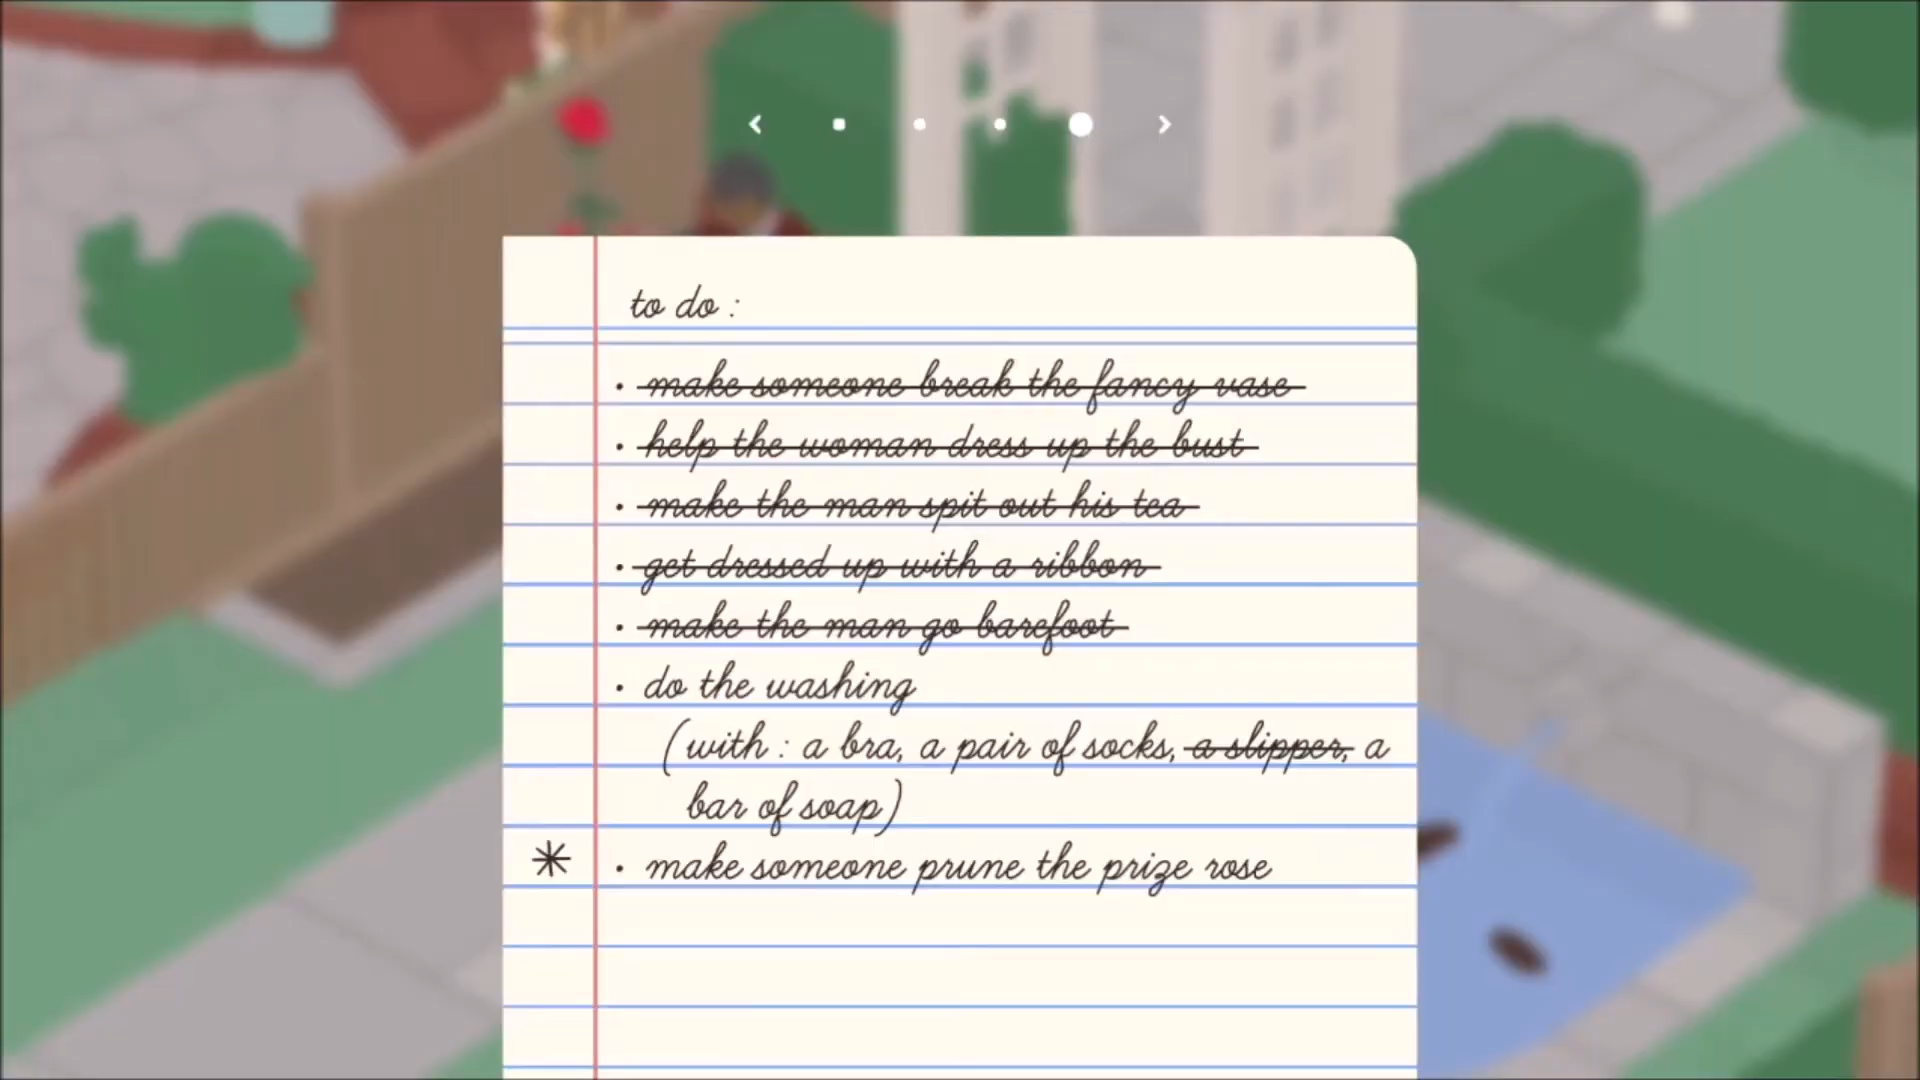 to do :
• make someone break the fancy vase
• help the woman dress up the bust
• make the man spit out his tea
• get dressed up with a ribbon
• make the man go barefoot
• do the washing
(with : a bra, a pair of socks, a slipper, a
bar of soap)
• make someone prune the prize rose